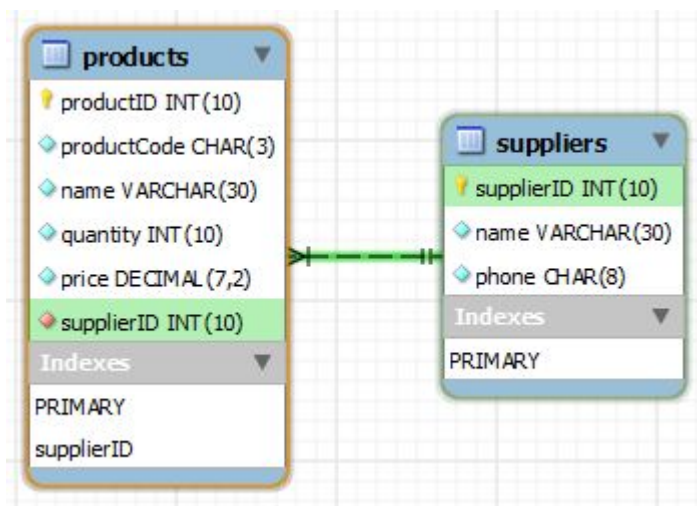 products
productID INT(10)
productCode CHAR(3)
name VARCHAR(30)
quantity INT(10)
price DECIMAL(7,2)
supplierID INT(10)
Indexes
PRIMARY
supplierID
suppliers
supplierID INT(10)
name VARCHAR(30)
phone CHAR(8)
Indexes
PRIMARY